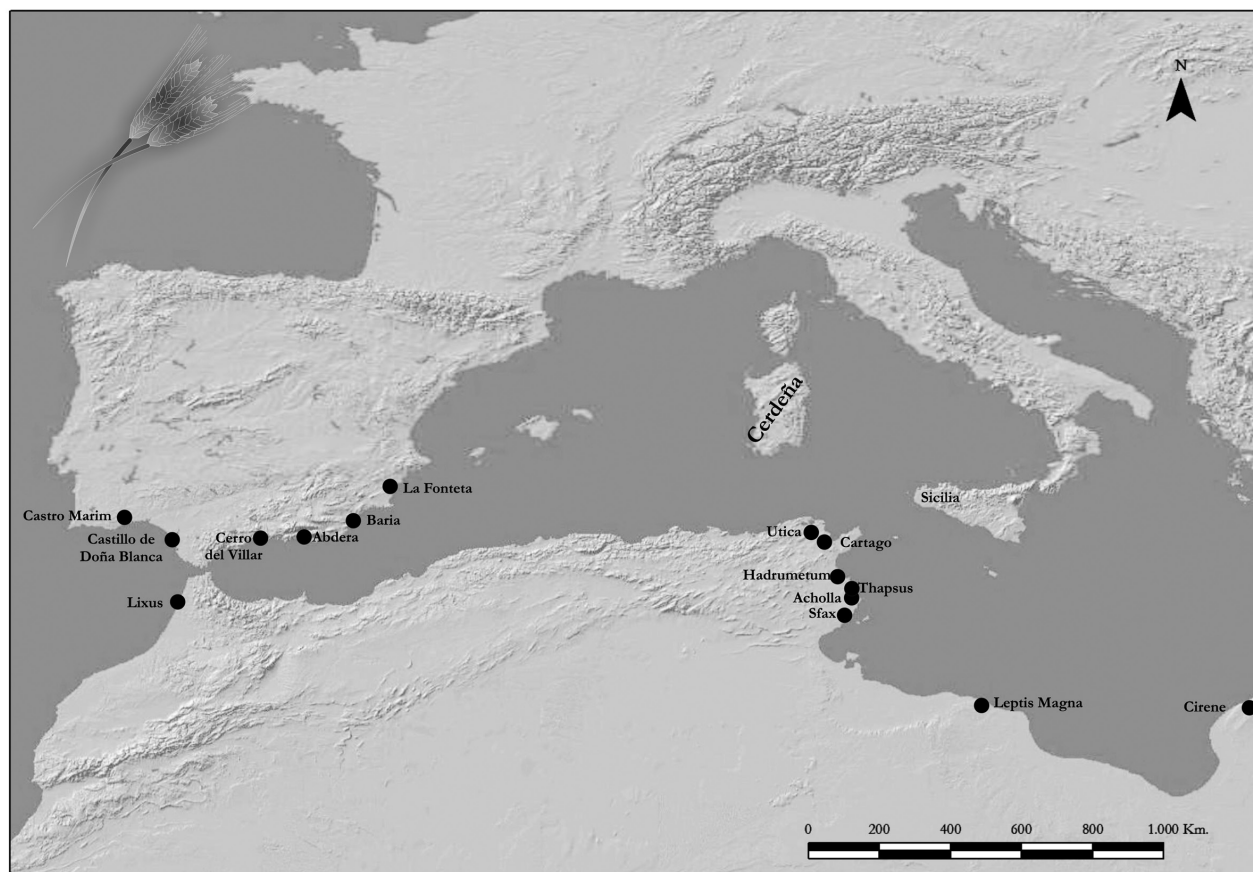 N
Cerdeña
La Fonteta
Sicilia
Castro Marim
Baria
Castillo de
Doña Blanca
Cerro
del Villar
Abdera
Utica
Cartago
Hadrumetum
Thapsus
Acholla
Lixus
Sfax
Leptis Magna
Cirene
0 200 400 600 800 1.000 Km.